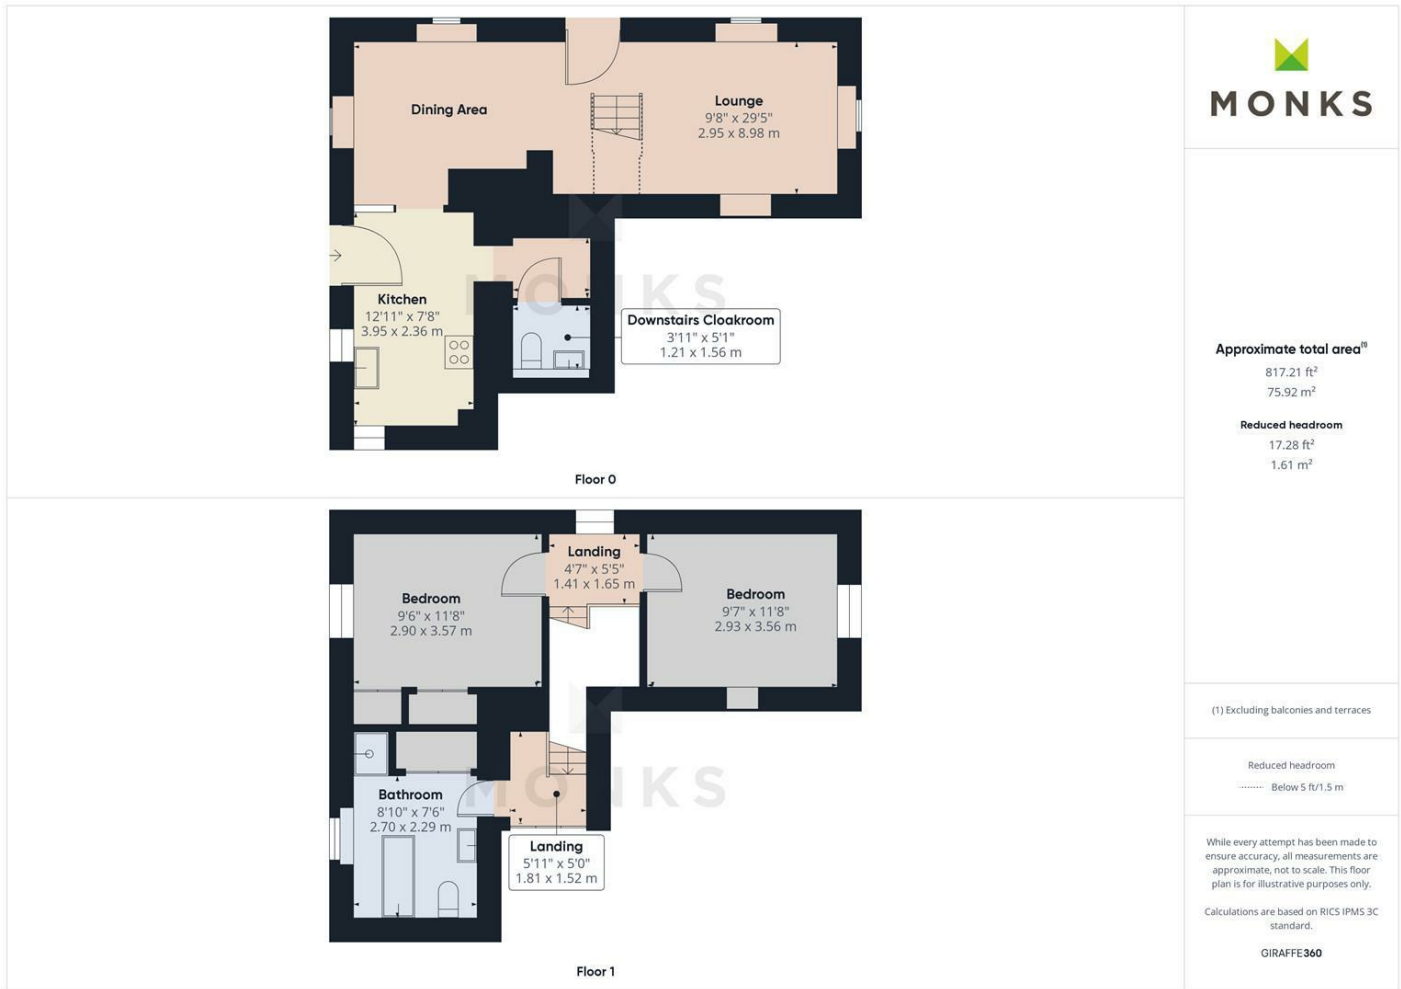 Dining Area
Lounge
9'8" x 29'5"
2.95 x 8.98 m
Kitchen
12'11" x 7'8"
3.95 x 2.36 m
Downstairs Cloakroom
3'11" x 5'1"
1.21 x 1.56 m
MONKS
Floor 0
Landing
4'7" x 5'5"
1.41 x 1.65 m
Bedroom
9'6" x 11'8"
2.90 x 3.57 m
Bedroom
9'7" x 11'8"
2.93 x 3.56 m
Bathroom
8'10" x 7'6"
2.70 x 2.29 m
Landing
5'11" x 5'0"
1.81 x 1.52 m
MONKS
Floor 1
MONKS
Approximate total area(1)
817.21 ft²
75.92 m²
Reduced headroom
17.28 ft²
1.61 m²
(1) Excluding balconies and terraces
Reduced headroom
Below 5 ft/1.5 m
While every attempt has been made to
ensure accuracy, all measurements are
approximate, not to scale. This floor
plan is for illustrative purposes only.
Calculations are based on RICS IPMS 3C
standard.
GIRAFFE360